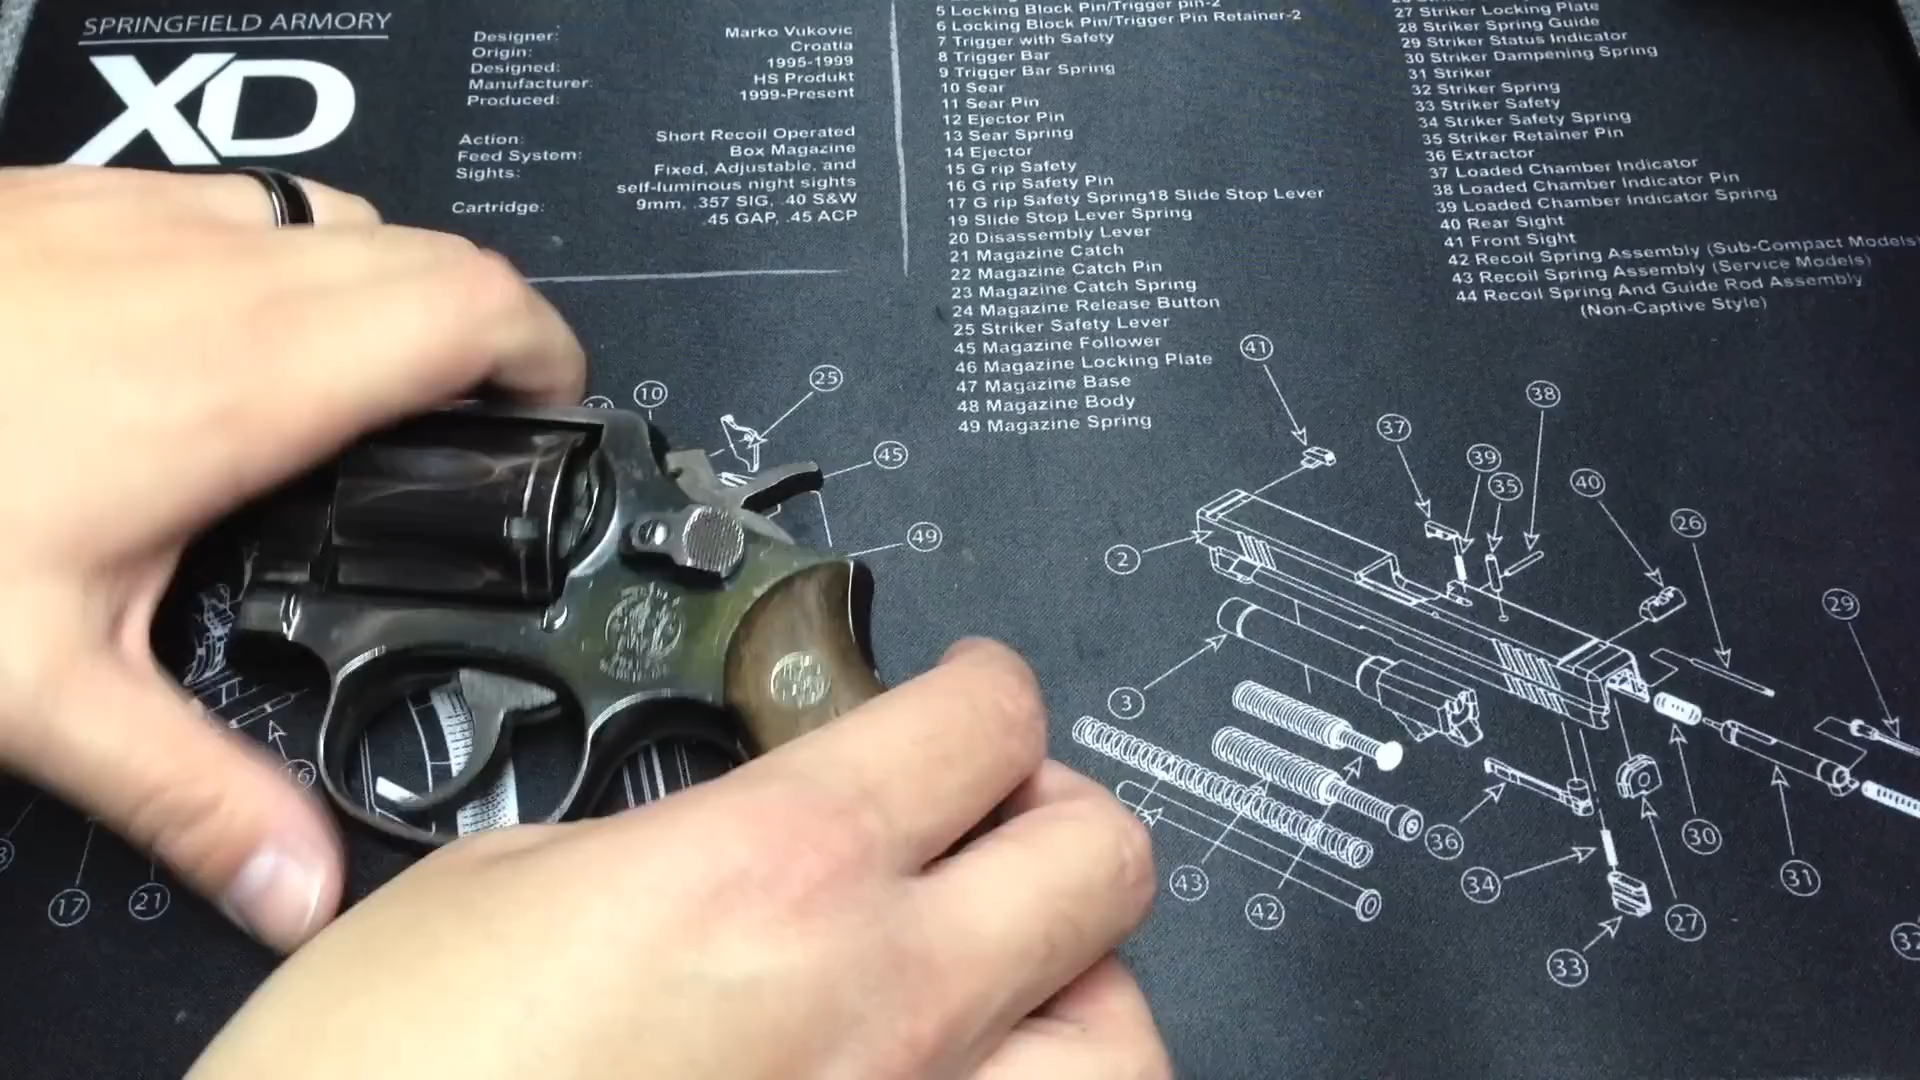 SPRINGFIELD ARMORY
XD
Designer: Marko Vukovic
Origin: Croatia
Designed: 1995-1999
Manufacturer: HS Produkt
Produced: 1999-Present
Action: Short Recoil Operated
Feed System: Box Magazine
Sights: Fixed, Adjustable, and
self-luminous night sights
Cartridge: 9mm, .357 SIG, .40 S&W
.45 GAP, .45 ACP
5 Locking Block Pin/Trigger pin-2
6 Locking Block Pin/Trigger Pin Retainer-2
7 Trigger with Safety
8 Trigger Bar
9 Trigger Bar Spring
10 Sear
11 Sear Pin
12 Ejector Pin
13 Sear Spring
14 Ejector
15 G rip Safety
16 G rip Safety Pin
17 G rip Safety Spring18 Slide Stop Lever
19 Slide Stop Lever Spring
20 Disassembly Lever
21 Magazine Catch
22 Magazine Catch Pin
23 Magazine Catch Spring
24 Magazine Release Button
25 Striker Safety Lever
45 Magazine Follower
46 Magazine Locking Plate
47 Magazine Base
48 Magazine Body
49 Magazine Spring
27 Striker Locking Plate
28 Striker Spring Guide
29 Striker Status Indicator
30 Striker Dampening Spring
31 Striker
32 Striker Spring
33 Striker Safety
34 Striker Safety Spring
35 Striker Retainer Pin
36 Extractor
37 Loaded Chamber Indicator
38 Loaded Chamber Indicator Pin
39 Loaded Chamber Indicator Spring
40 Rear Sight
41 Front Sight
42 Recoil Spring Assembly (Sub-Compact Models)
43 Recoil Spring Assembly (Service Models)
44 Recoil Spring And Guide Rod Assembly
(Non-Captive Style)
10
25
45
49
16
17
21
41
37
39
35
38
40
26
29
2
3
43
42
36
34
33
27
30
31
32